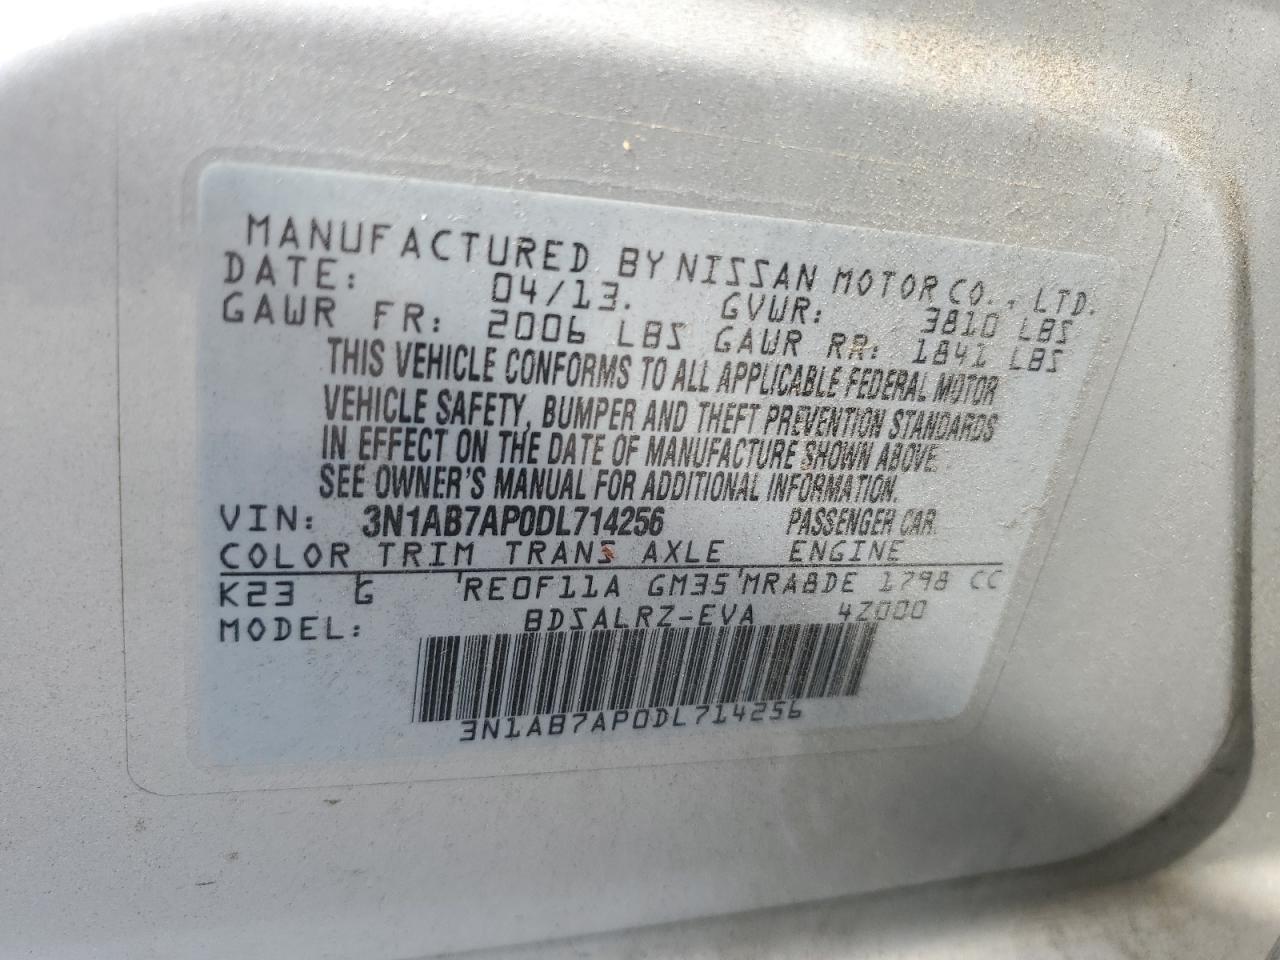 MANUFACTURED BY NISSAN MOTOR CO., LTD.
DATE: 04/13. GVWR: 3810 LBS
GAWR FR: 2006 LBS GAWR RR: 1841 LBS
THIS VEHICLE CONFORMS TO ALL APPLICABLE FEDERAL MOTOR
VEHICLE SAFETY, BUMPER AND THEFT PREVENTION STANDARDS
IN EFFECT ON THE DATE OF MANUFACTURE SHOWN ABOVE.
SEE OWNER'S MANUAL FOR ADDITIONAL INFORMATION.
VIN: 3N1AB7AP0DL714256 PASSENGER CAR.
COLOR TRIM TRANS AXLE ENGINE
K23 G RE0F11A GM35 MRA8DE 1798 CC
MODEL: BDSALRZ-EVA 4Z000
3N1AB7AP0DL714256